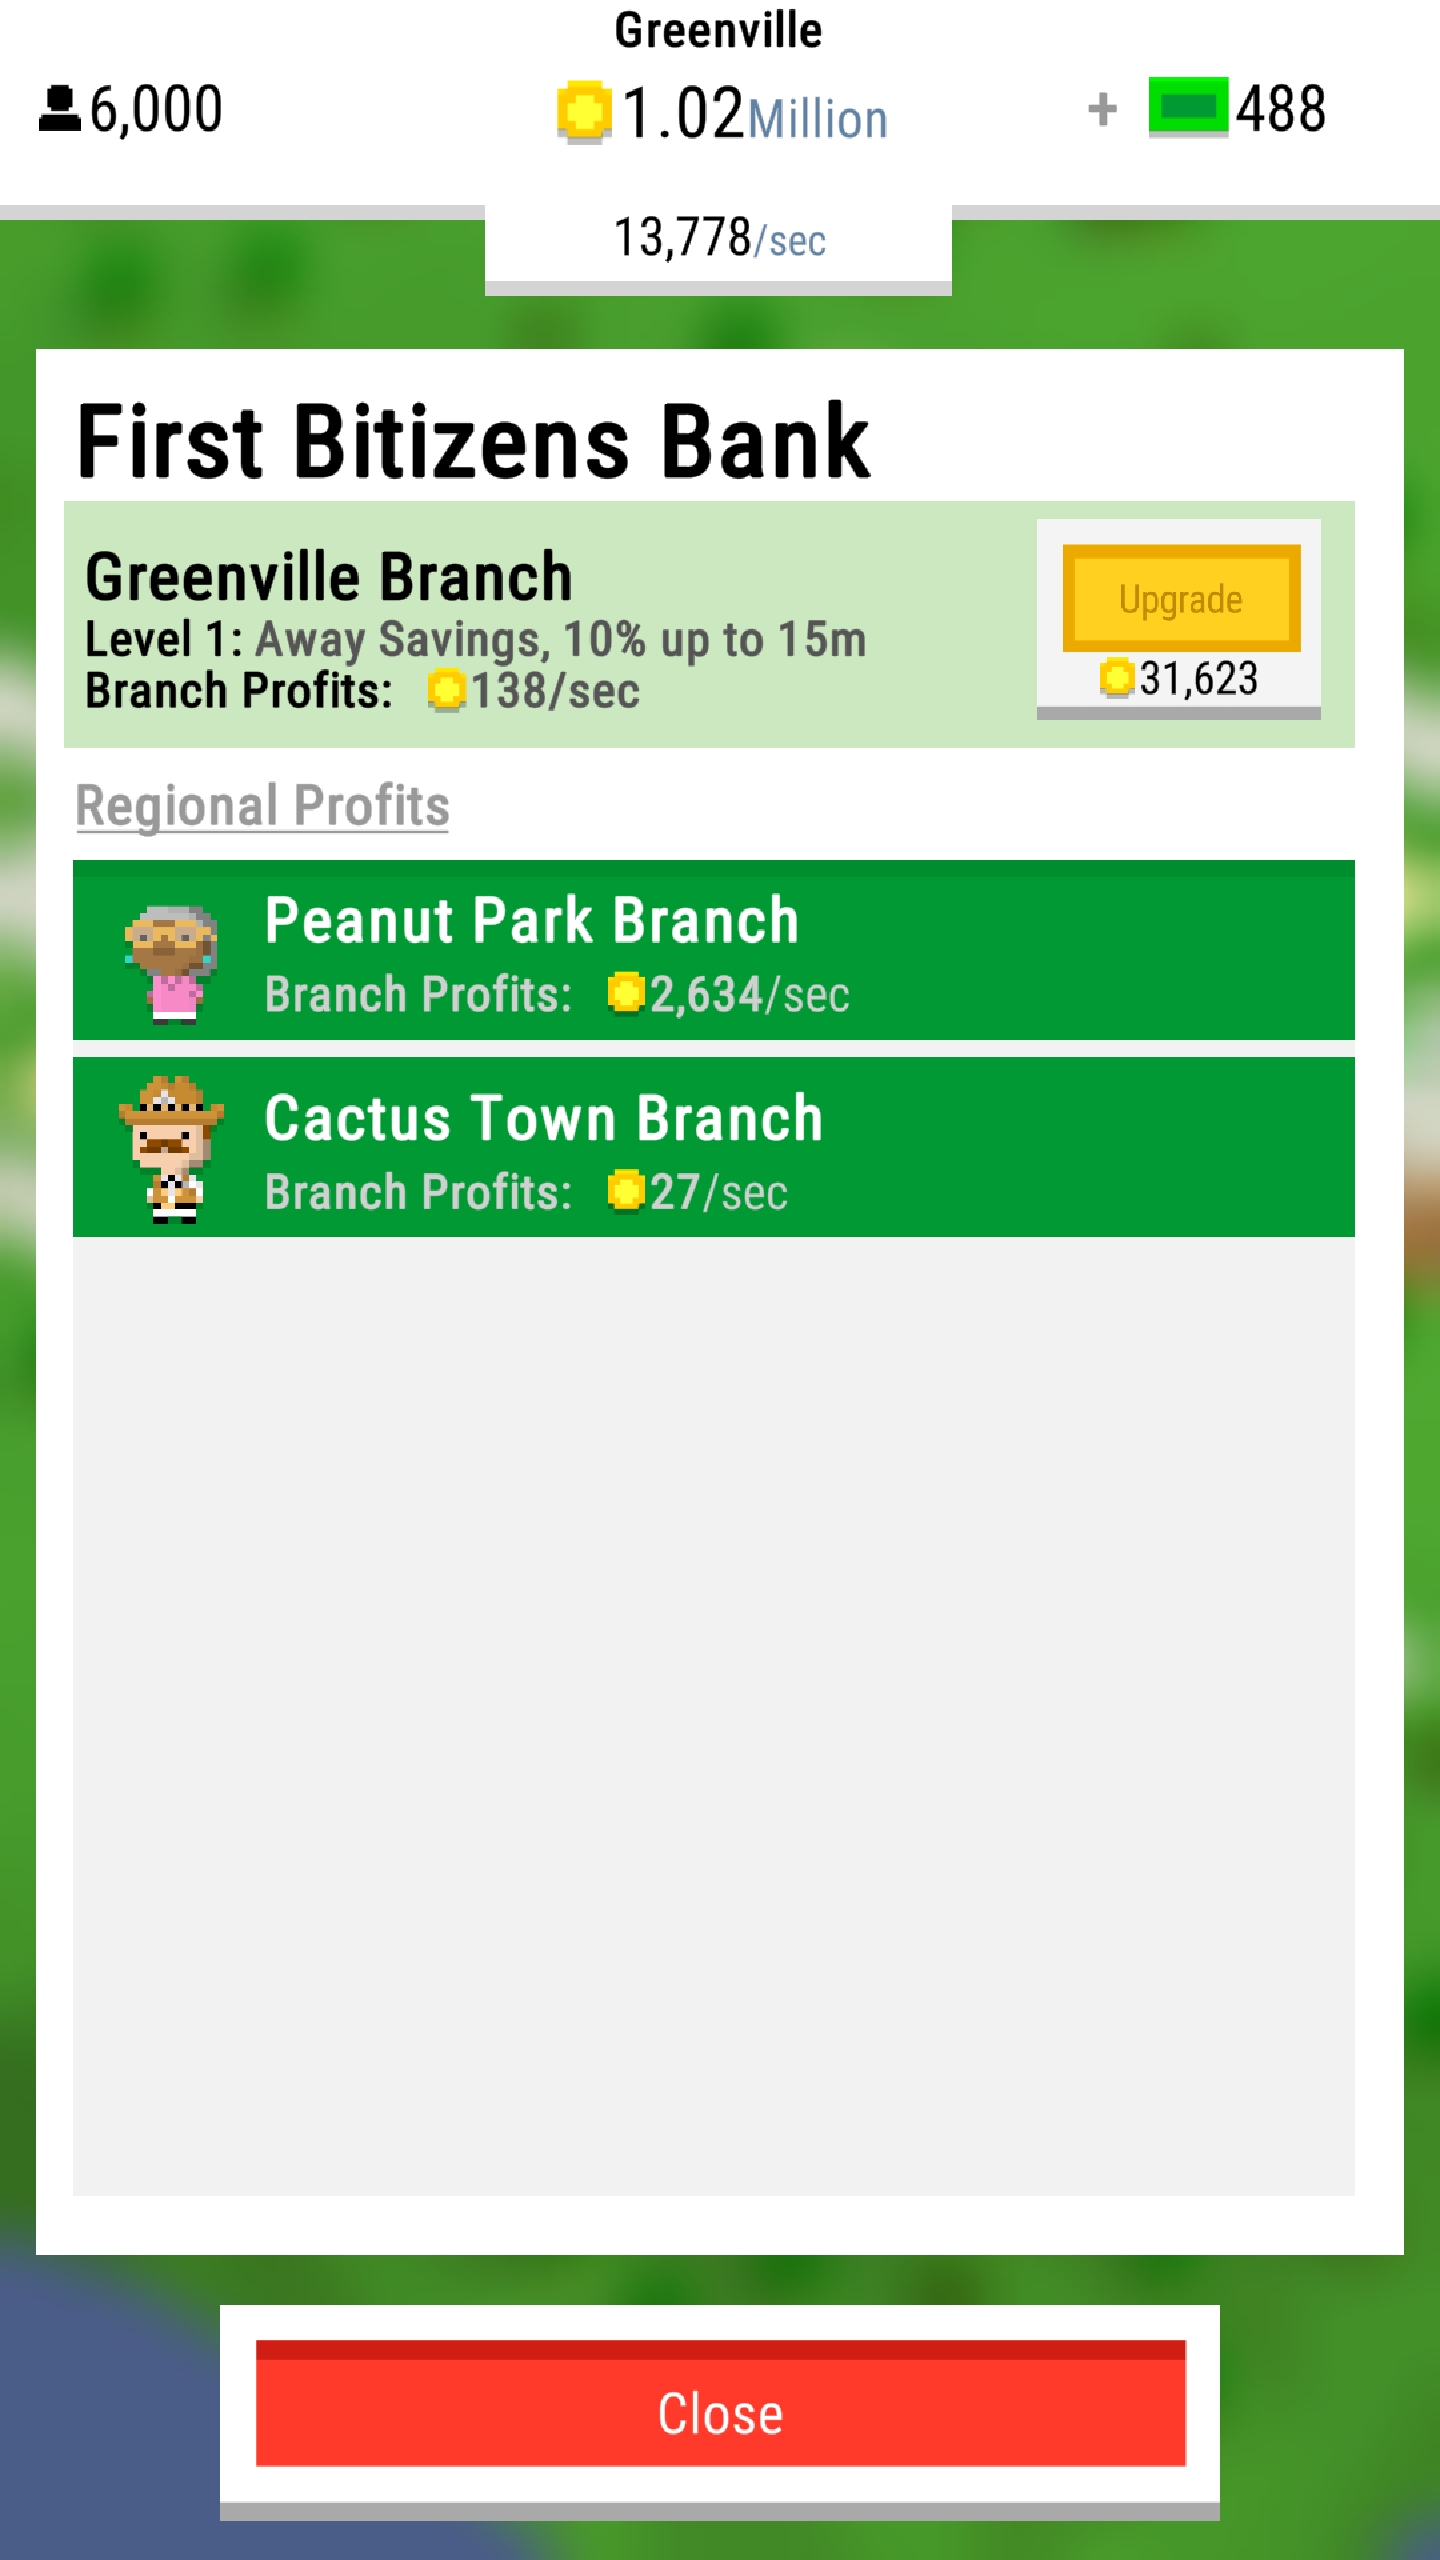 Greenville
6,000
1.02Million
+ 488
13,778/sec
First Bitizens Bank
Greenville Branch
Level 1: Away Savings, 10% up to 15m
Branch Profits: 138/sec
Upgrade
31,623
Regional Profits
Peanut Park Branch
Branch Profits: 2,634/sec
Cactus Town Branch
Branch Profits: 27/sec
Close